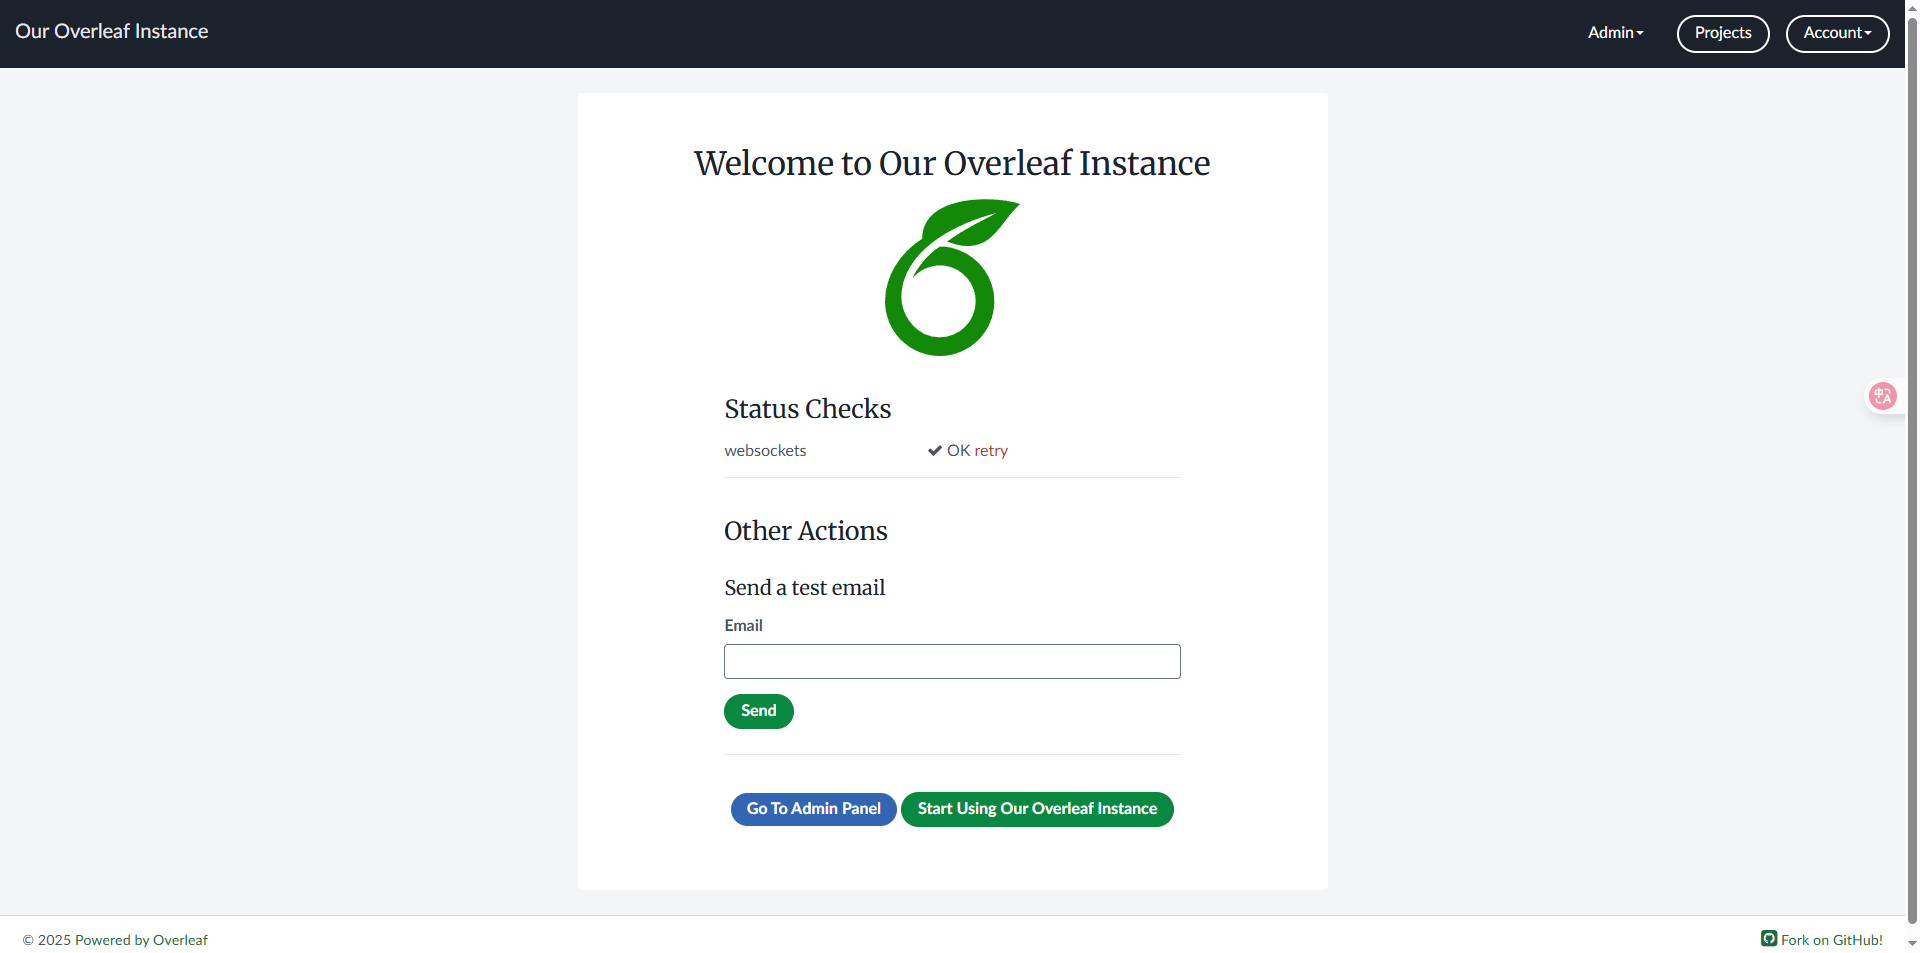 Our Overleaf Instance
Admin
Projects
Account
Welcome to Our Overleaf Instance
Status Checks
websockets
OK retry
Other Actions
Send a test email
Email
Send
Go To Admin Panel
Start Using Our Overleaf Instance
中A
© 2025 Powered by Overleaf
Fork on GitHub!